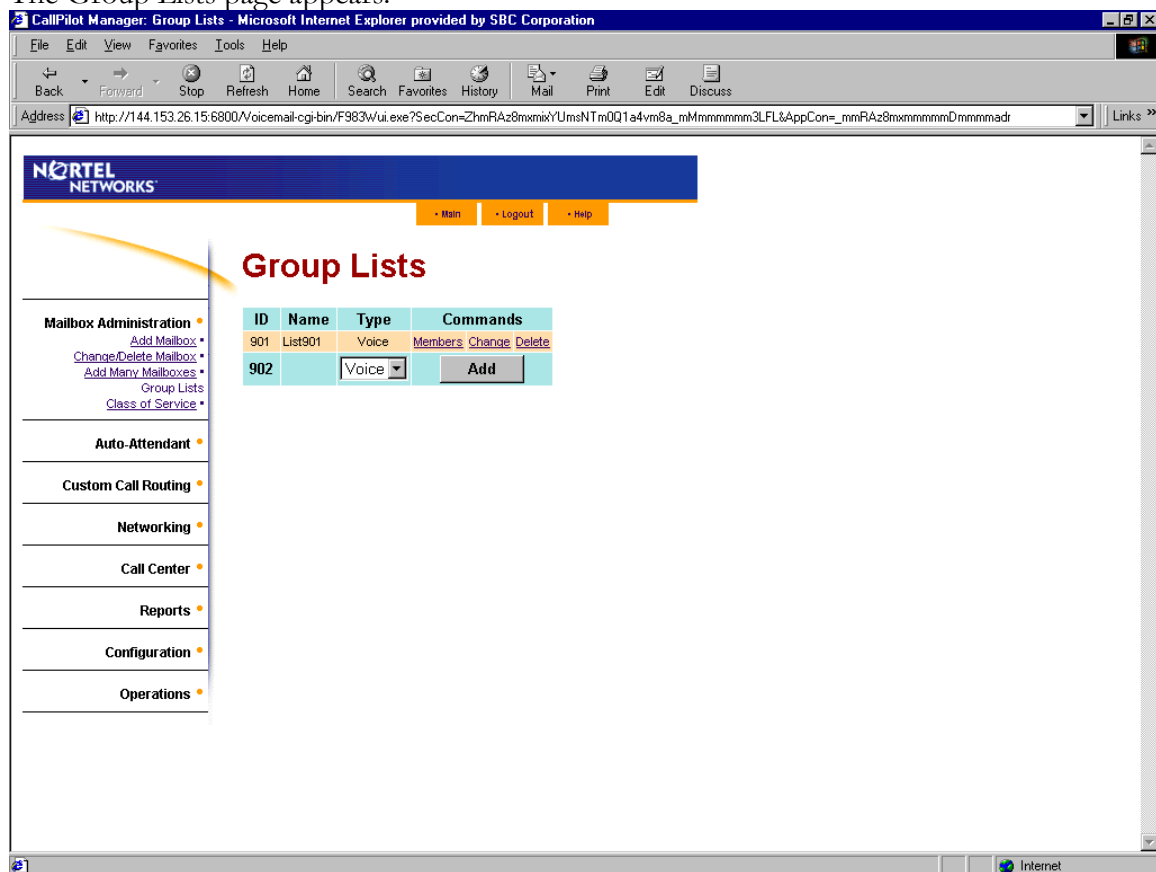 The Group Lists page appears.
CallPilot Manager: Group Lists - Microsoft Internet Explorer provided by SBC Corporation
File Edit View Favorites Tools Help
Back Forward Stop Refresh Home Search Favorites History Mail Print Edit Discuss
Address http://144.153.26.15:6800/Voicemail-cgi-bin/F983Wui.exe?SecCon=ZhmRAz8mxmixYUmsNTm0Q1a4vm8a_mMmmmmmm3LFL&AppCon=_mmRAz8mxmmmmmDmmmmadr Links »
NORTEL
NETWORKS
• Main • Logout • Help
Group Lists
Mailbox Administration
Add Mailbox
Change/Delete Mailbox
Add Many Mailboxes
Group Lists
Class of Service
Auto-Attendant
Custom Call Routing
Networking
Call Center
Reports
Configuration
Operations
ID Name Type Commands
901 List901 Voice Members Change Delete
902 Voice Add
Internet